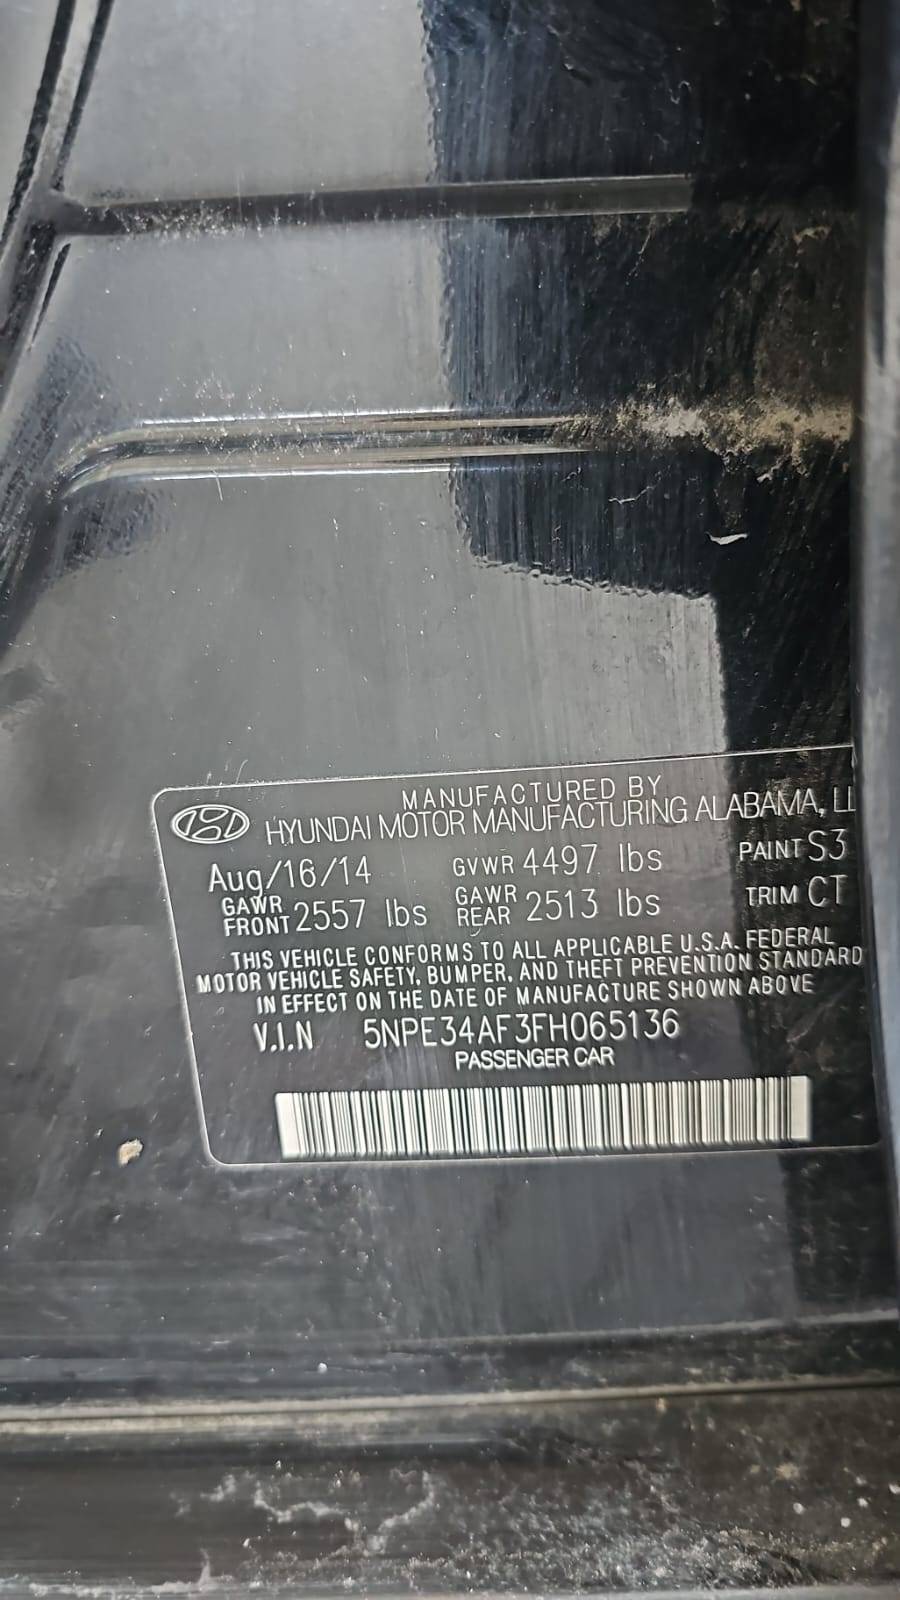 MANUFACTURED BY
HYUNDAI MOTOR MANUFACTURING ALABAMA, LL
Aug/16/14 GVWR 4497 lbs PAINT S3
GAWR FRONT 2557 lbs GAWR REAR 2513 lbs TRIM CT
THIS VEHICLE CONFORMS TO ALL APPLICABLE U.S.A. FEDERAL
MOTOR VEHICLE SAFETY, BUMPER, AND THEFT PREVENTION STANDARD
IN EFFECT ON THE DATE OF MANUFACTURE SHOWN ABOVE
V.I.N 5NPE34AF3FH065136
PASSENGER CAR